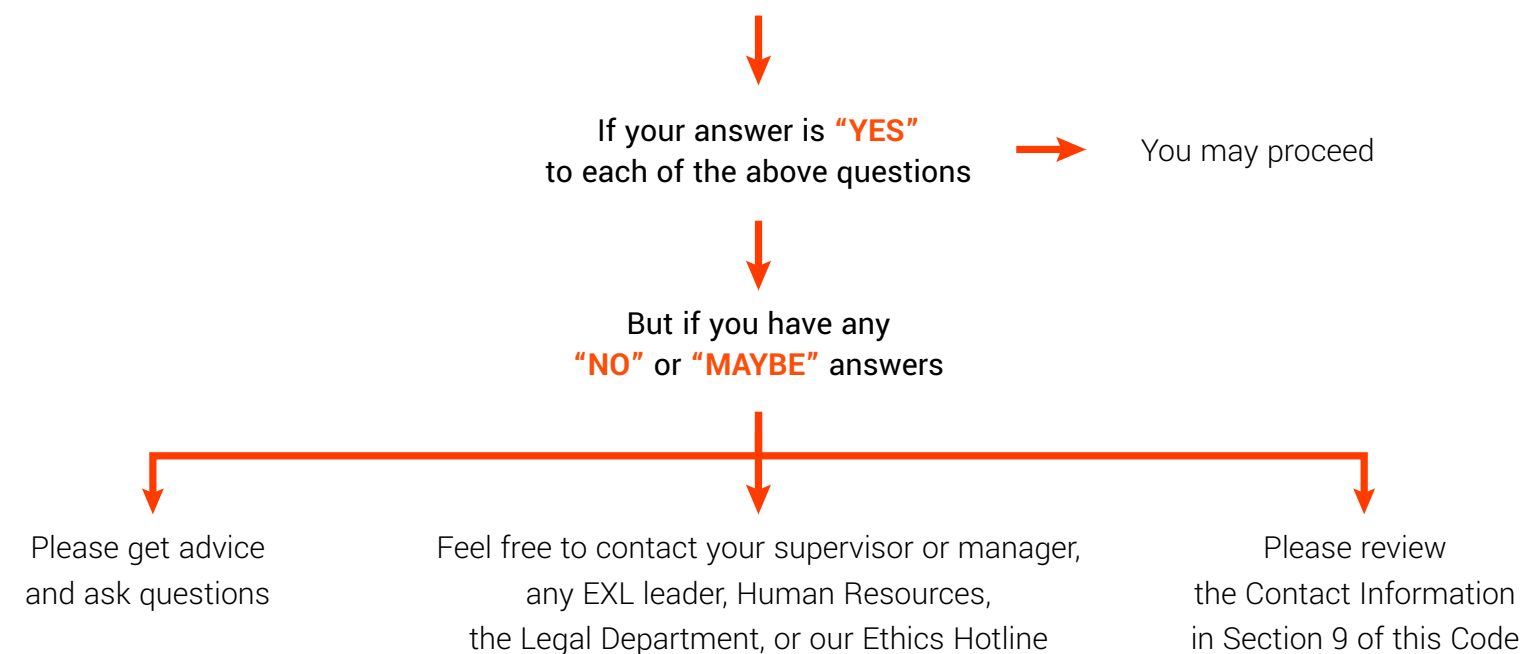 If your answer is “YES”
to each of the above questions
You may proceed
But if you have any
“NO” or “MAYBE” answers
Please get advice
and ask questions
Feel free to contact your supervisor or manager,
any EXL leader, Human Resources,
the Legal Department, or our Ethics Hotline
Please review
the Contact Information
in Section 9 of this Code